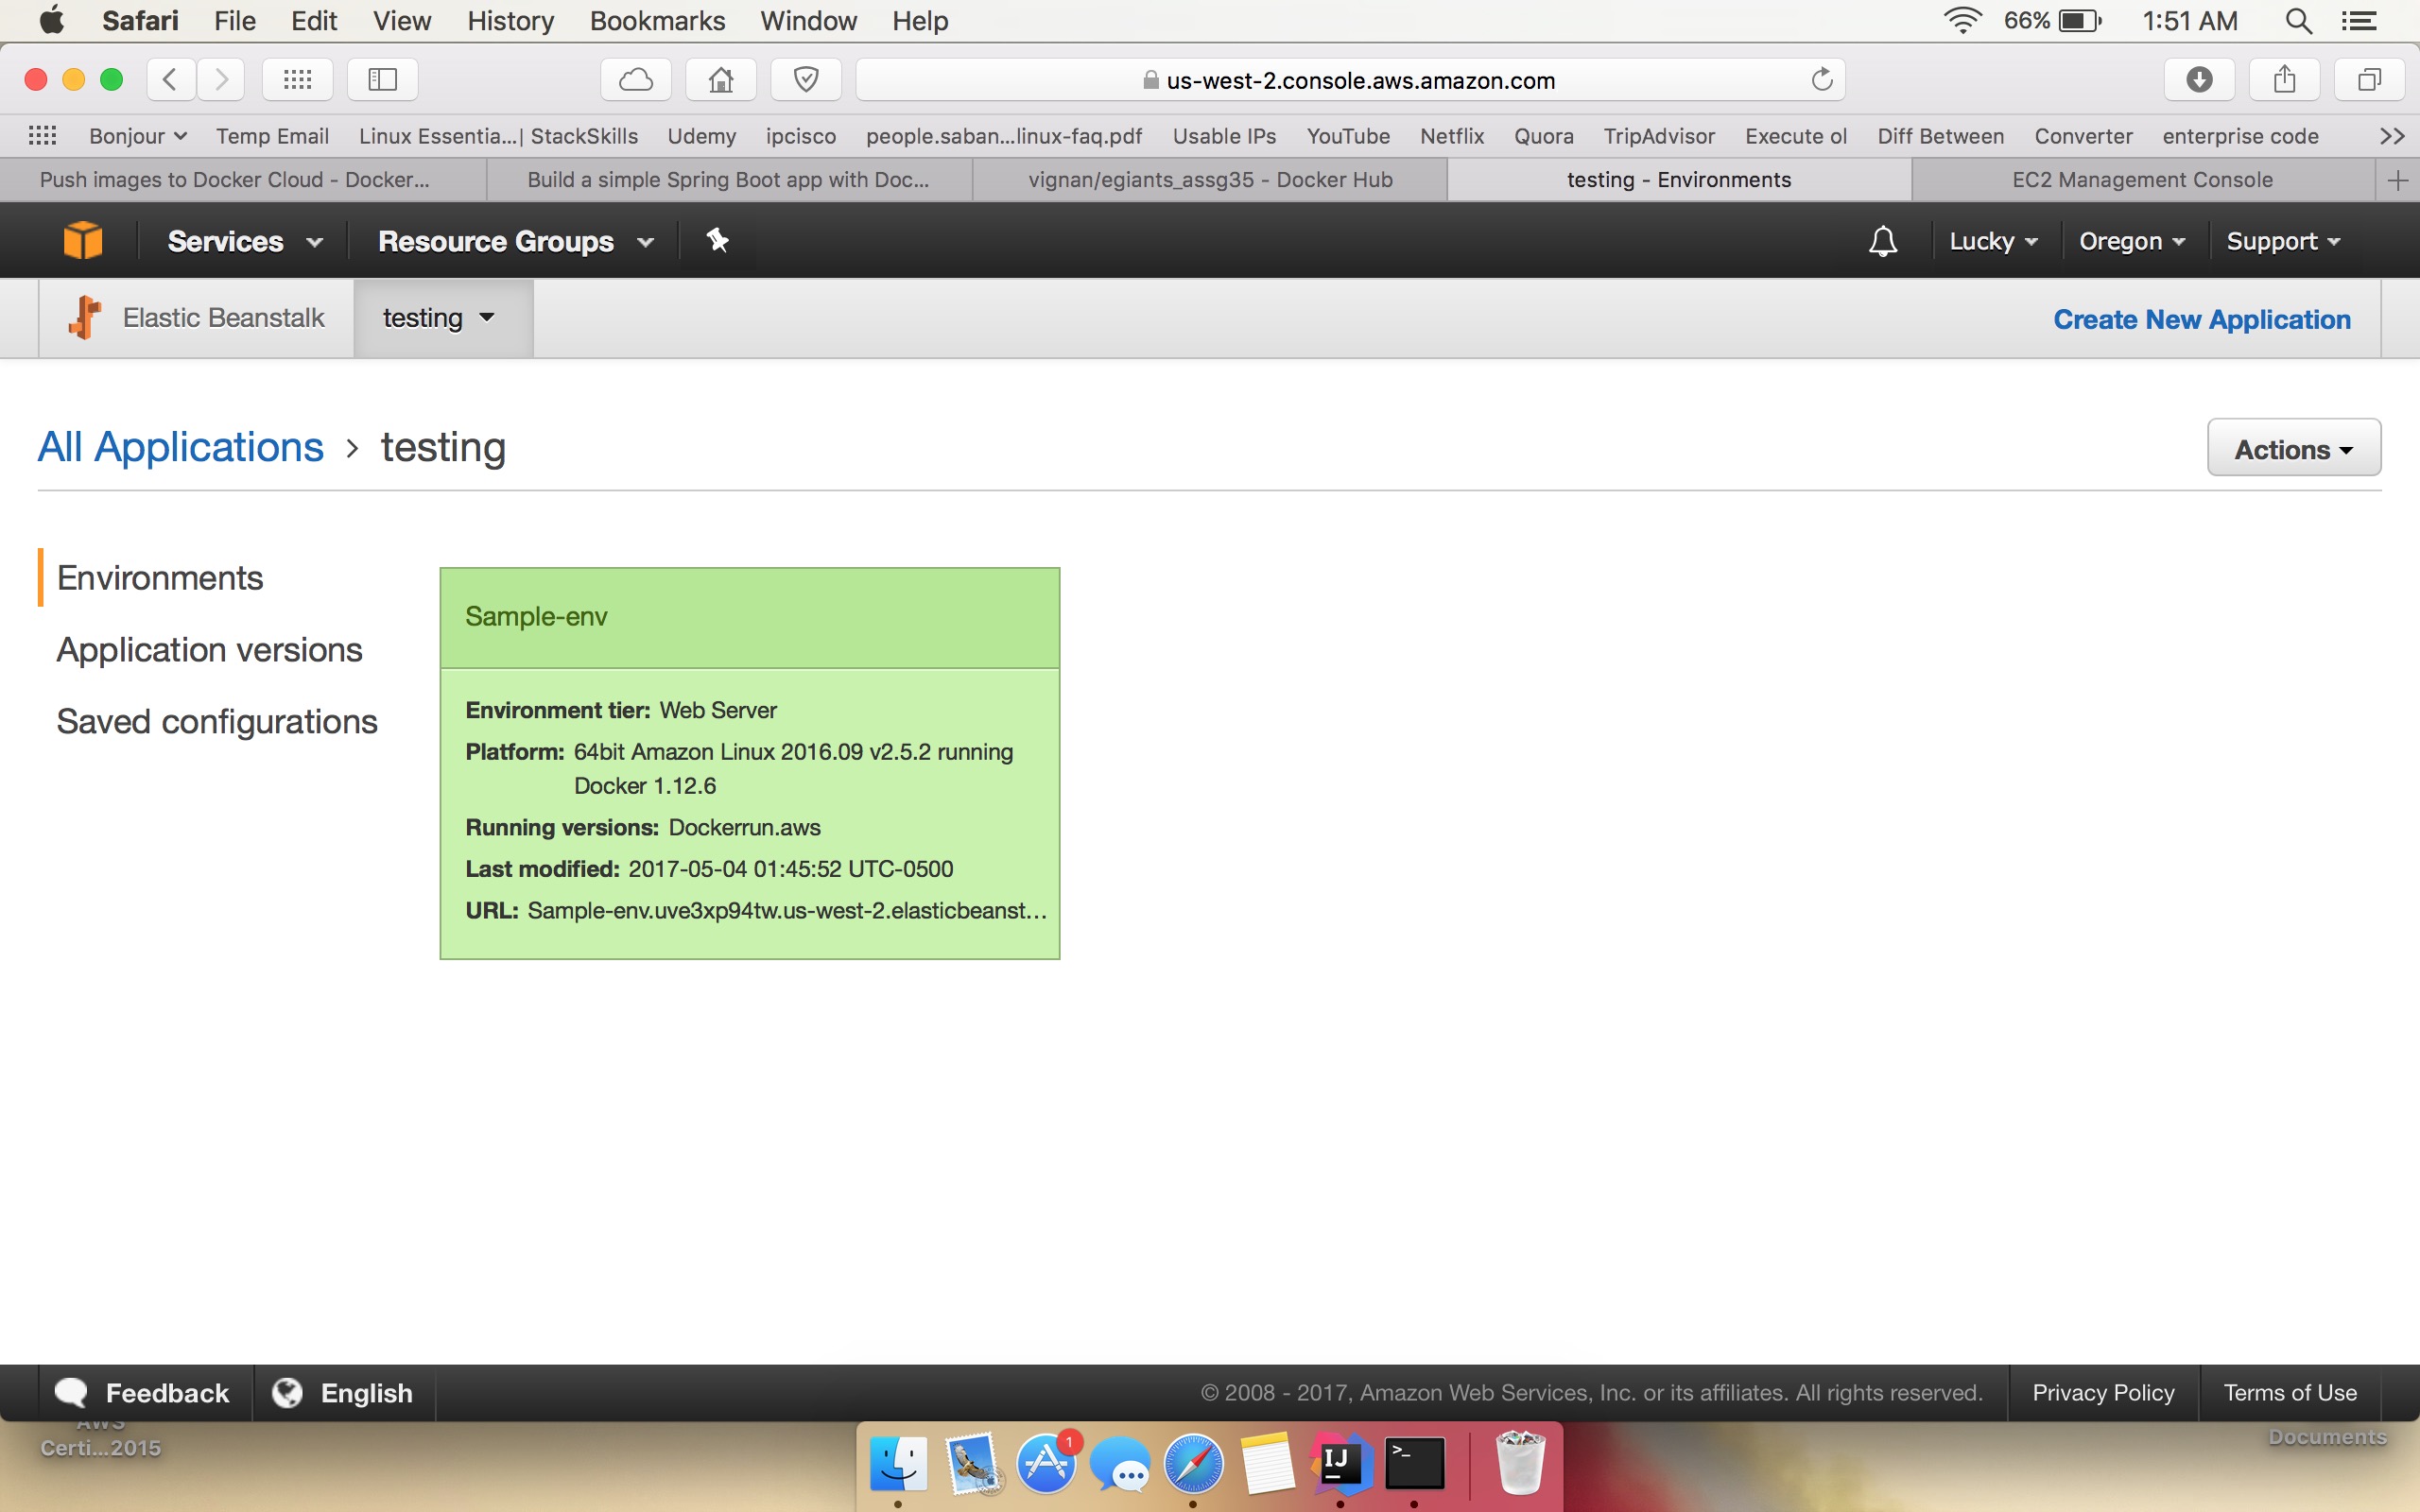 Safari File Edit View History Bookmarks Window Help 66% 1:51 AM
us-west-2.console.aws.amazon.com
Bonjour Temp Email Linux Essentia...| StackSkills Udemy ipcisco people.saban...linux-faq.pdf Usable IPs YouTube Netflix Quora TripAdvisor Execute ol Diff Between Converter enterprise code >>
Push images to Docker Cloud - Docker... Build a simple Spring Boot app with Doc... vignan/egiants_assg35 - Docker Hub testing - Environments EC2 Management Console +
Services Resource Groups Lucky Oregon Support
Elastic Beanstalk testing Create New Application
All Applications › testing Actions
Environments
Application versions
Saved configurations
Sample-env
Environment tier: Web Server
Platform: 64bit Amazon Linux 2016.09 v2.5.2 running
Docker 1.12.6
Running versions: Dockerrun.aws
Last modified: 2017-05-04 01:45:52 UTC-0500
URL: Sample-env.uve3xp94tw.us-west-2.elasticbeanst...
Feedback English © 2008 - 2017, Amazon Web Services, Inc. or its affiliates. All rights reserved. Privacy Policy Terms of Use
AWS
Certi...2015
Documents
1
IJ
>_